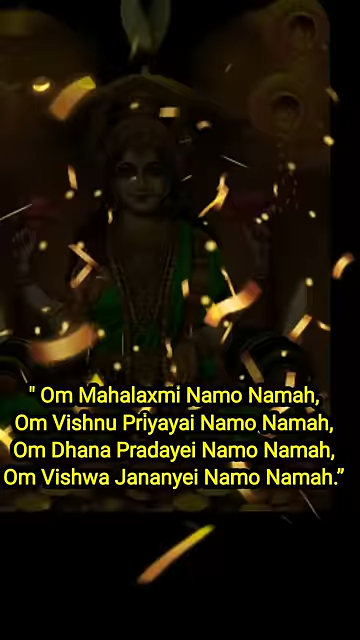 " Om Mahalaxmi Namo Namah,
Om Vishnu Priyayai Namo Namah,
Om Dhana Pradayei Namo Namah,
Om Vishwa Jananyei Namo Namah.”